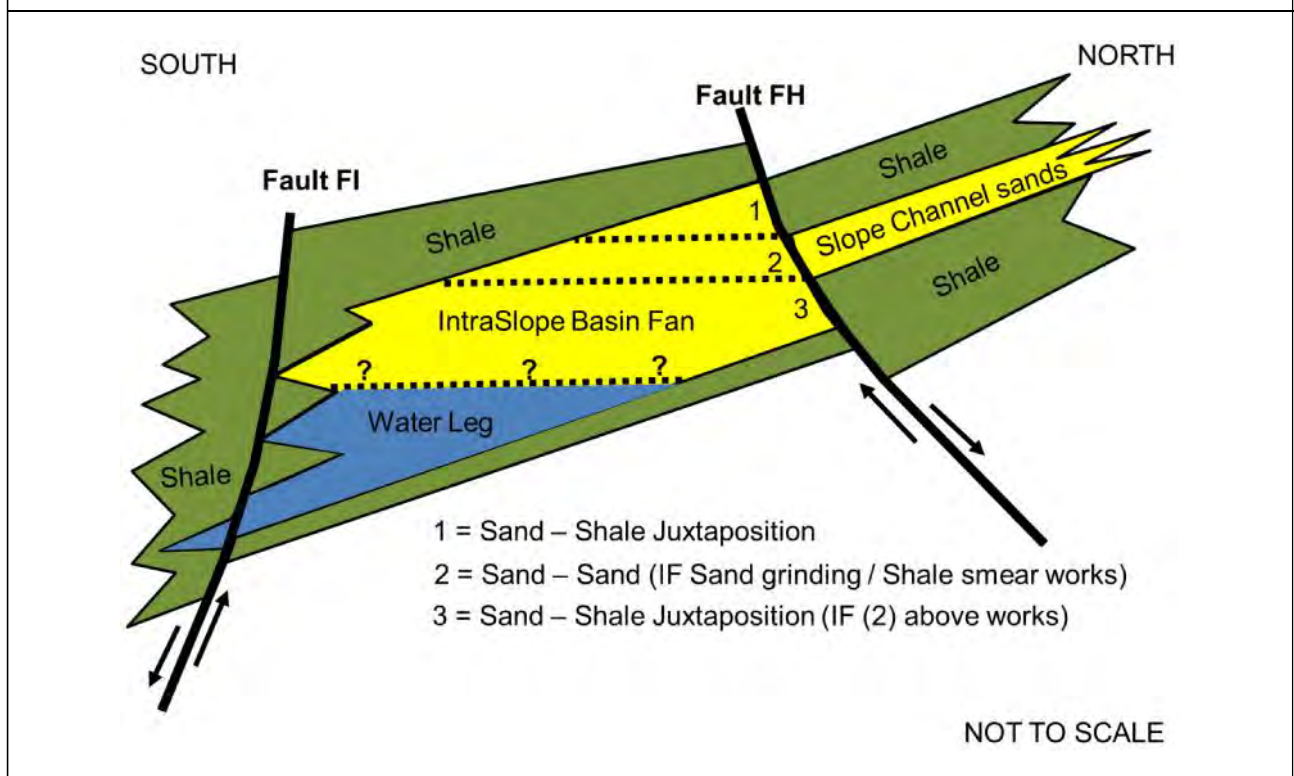 SOUTH
NORTH
Fault FH
Fault FI
Shale
Slope Channel sands
Shale
Shale
1
2
3
IntraSlope Basin Fan
? ? ?
Water Leg
Shale
1 = Sand – Shale Juxtaposition
2 = Sand – Sand (IF Sand grinding / Shale smear works)
3 = Sand – Shale Juxtaposition (IF (2) above works)
NOT TO SCALE